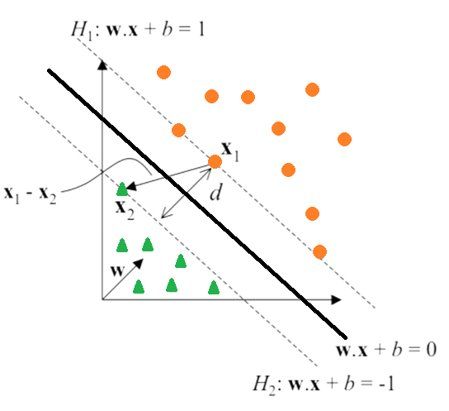 H₁: w.x + b = 1
x₁
x₁ - x₂
d
x₂
w
w.x + b = 0
H₂: w.x + b = -1